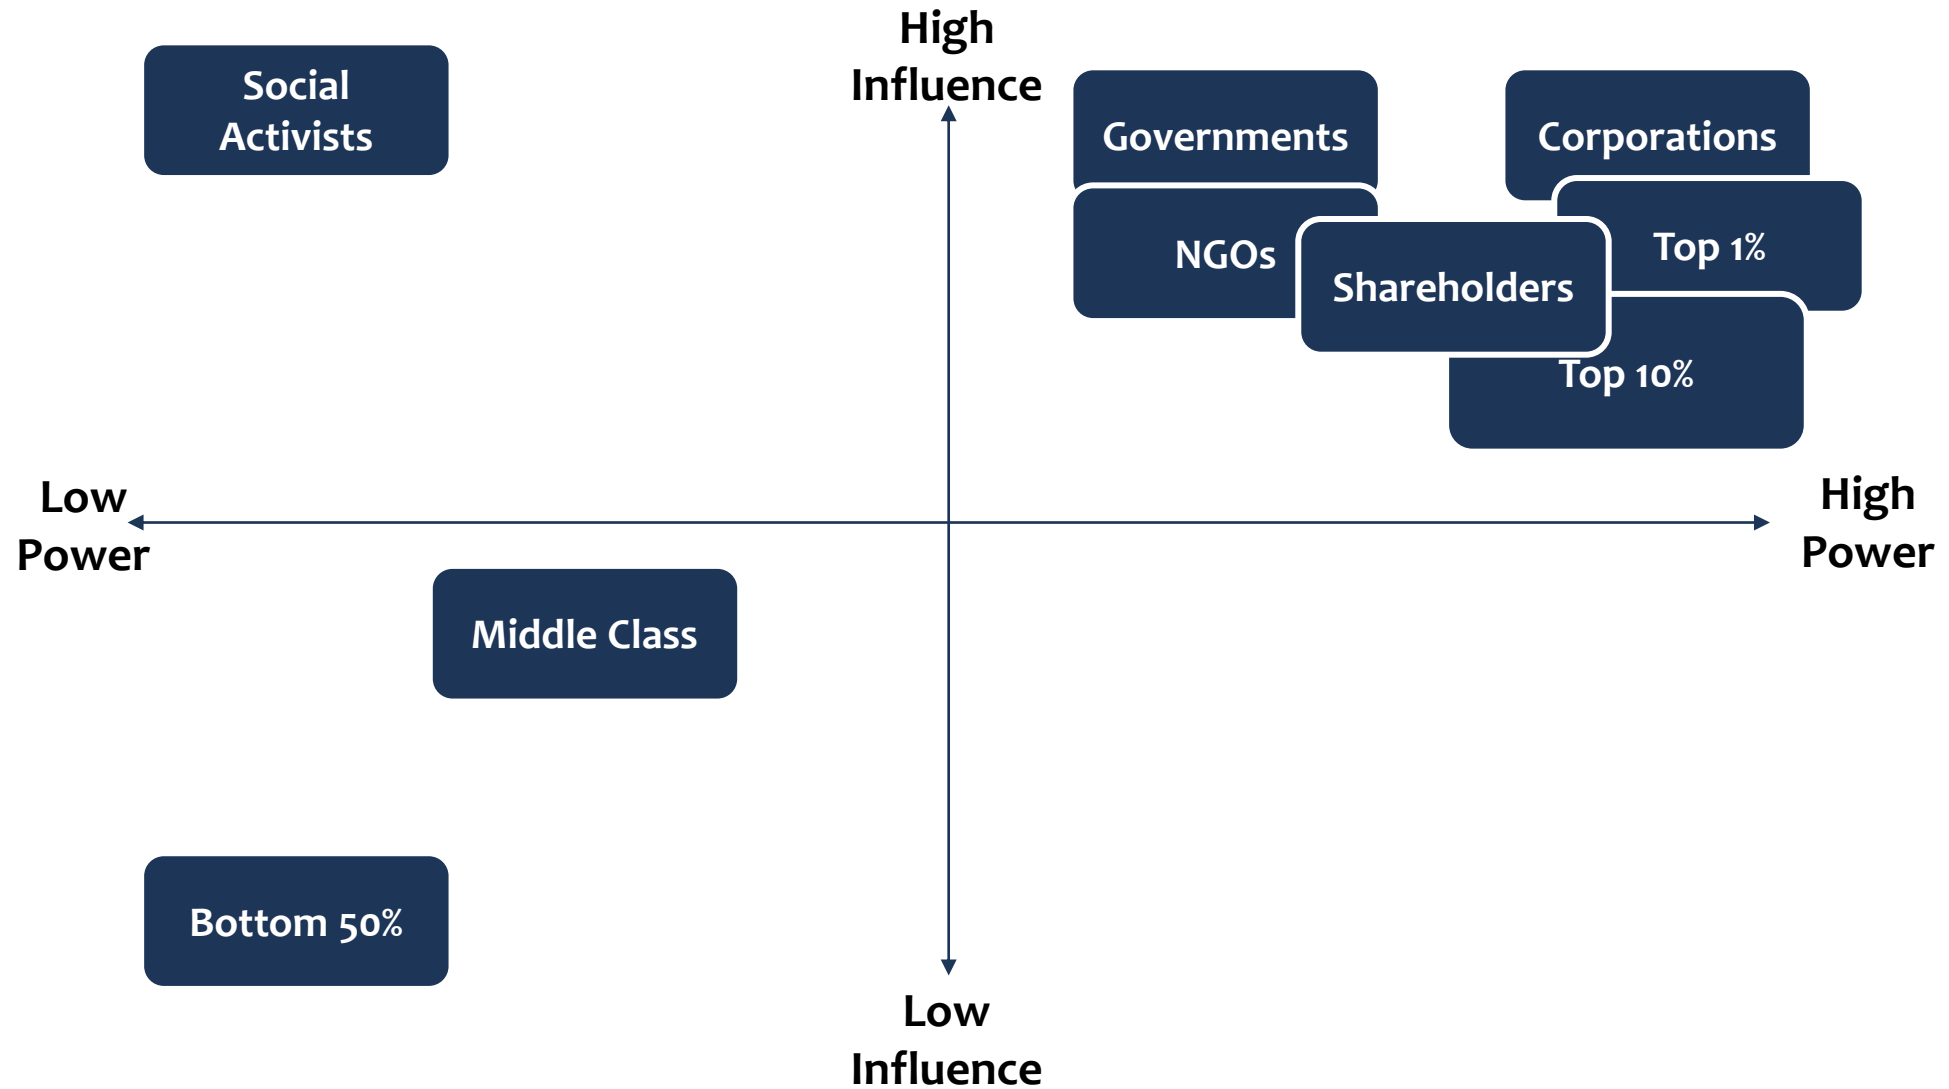 High
Influence
Social
Activists
Governments
Corporations
NGOs
Top 1%
Shareholders
Top 10%
Low
Power
High
Power
Middle Class
Bottom 50%
Low
Influence